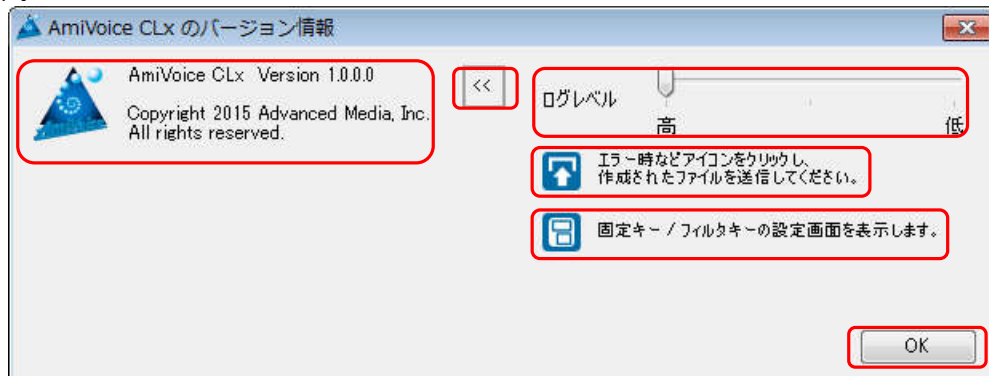 AmiVoice CLx のバージョン情報
AmiVoice CLx Version 1.0.0.0
Copyright 2015 Advanced Media, Inc.
All rights reserved.
<<
ログレベル
高 低
エラー時などアイコンをクリックし、
作成されたファイルを送信してください。
固定キー / フィルタキーの設定画面を表示します。
OK